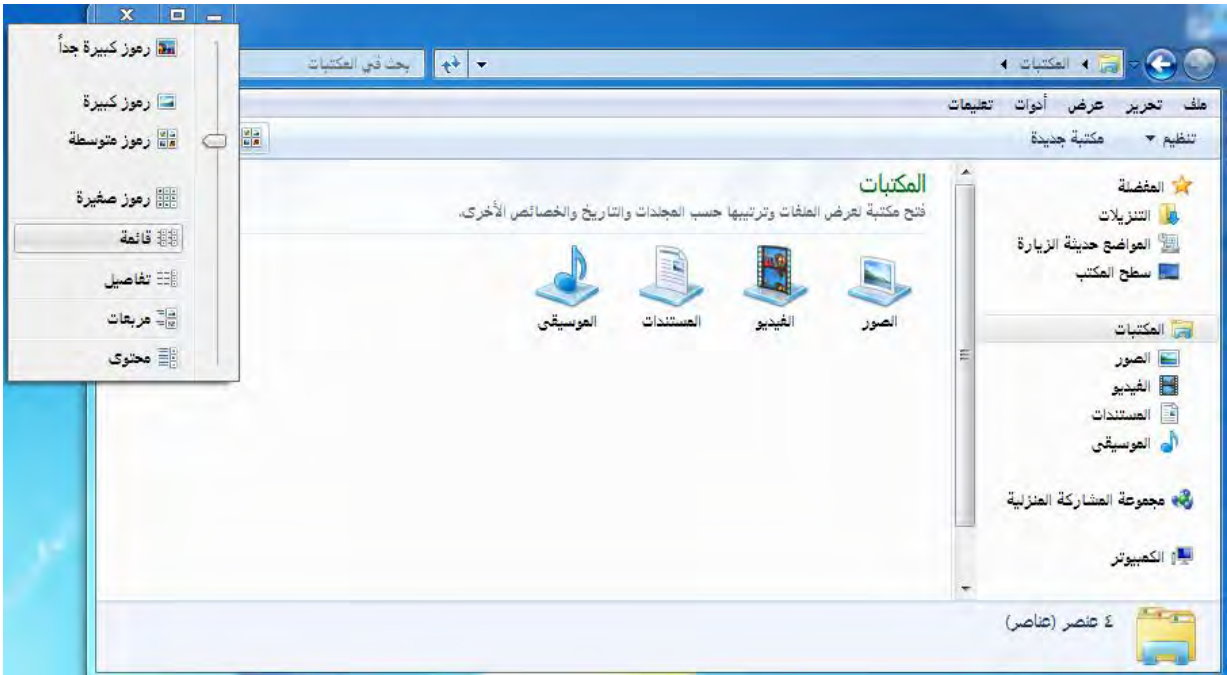 المكتبات
بحث في المكتبات
ملف تحرير عرض أدوات تعليمات
تنظيم مكتبة جديدة
المفضلة
التنزيلات
المواضع حديثة الزيارة
سطح المكتب
المكتبات
الصور
الفيديو
المستندات
الموسيقى
مجموعة المشاركة المنزلية
الكمبيوتر
المكتبات
فتح مكتبة لعرض الملفات وترتيبها حسب المجلدات والتاريخ والخصائص الأخرى.
الصور الفيديو المستندات الموسيقى
رموز كبيرة جداً
رموز كبيرة
رموز متوسطة
رموز صغيرة
قائمة
تفاصيل
مربعات
محتوى
٤ عنصر (عناصر)